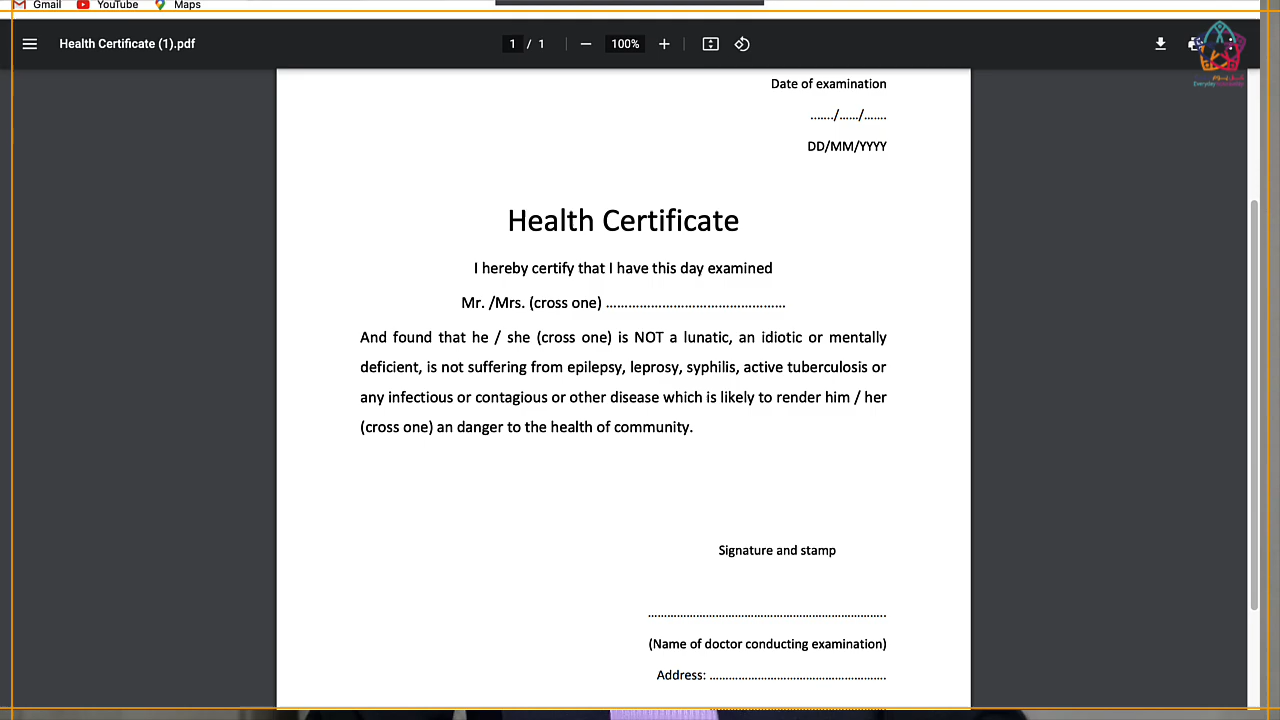 Gmail YouTube Maps
Health Certificate (1).pdf 1 / 1 100%
Date of examination
......./....../.......
DD/MM/YYYY
Health Certificate
I hereby certify that I have this day examined
Mr. /Mrs. (cross one) ................................................
And found that he / she (cross one) is NOT a lunatic, an idiotic or mentally
deficient, is not suffering from epilepsy, leprosy, syphilis, active tuberculosis or
any infectious or contagious or other disease which is likely to render him / her
(cross one) an danger to the health of community.
Signature and stamp
............................................................................
(Name of doctor conducting examination)
Address: .........................................................